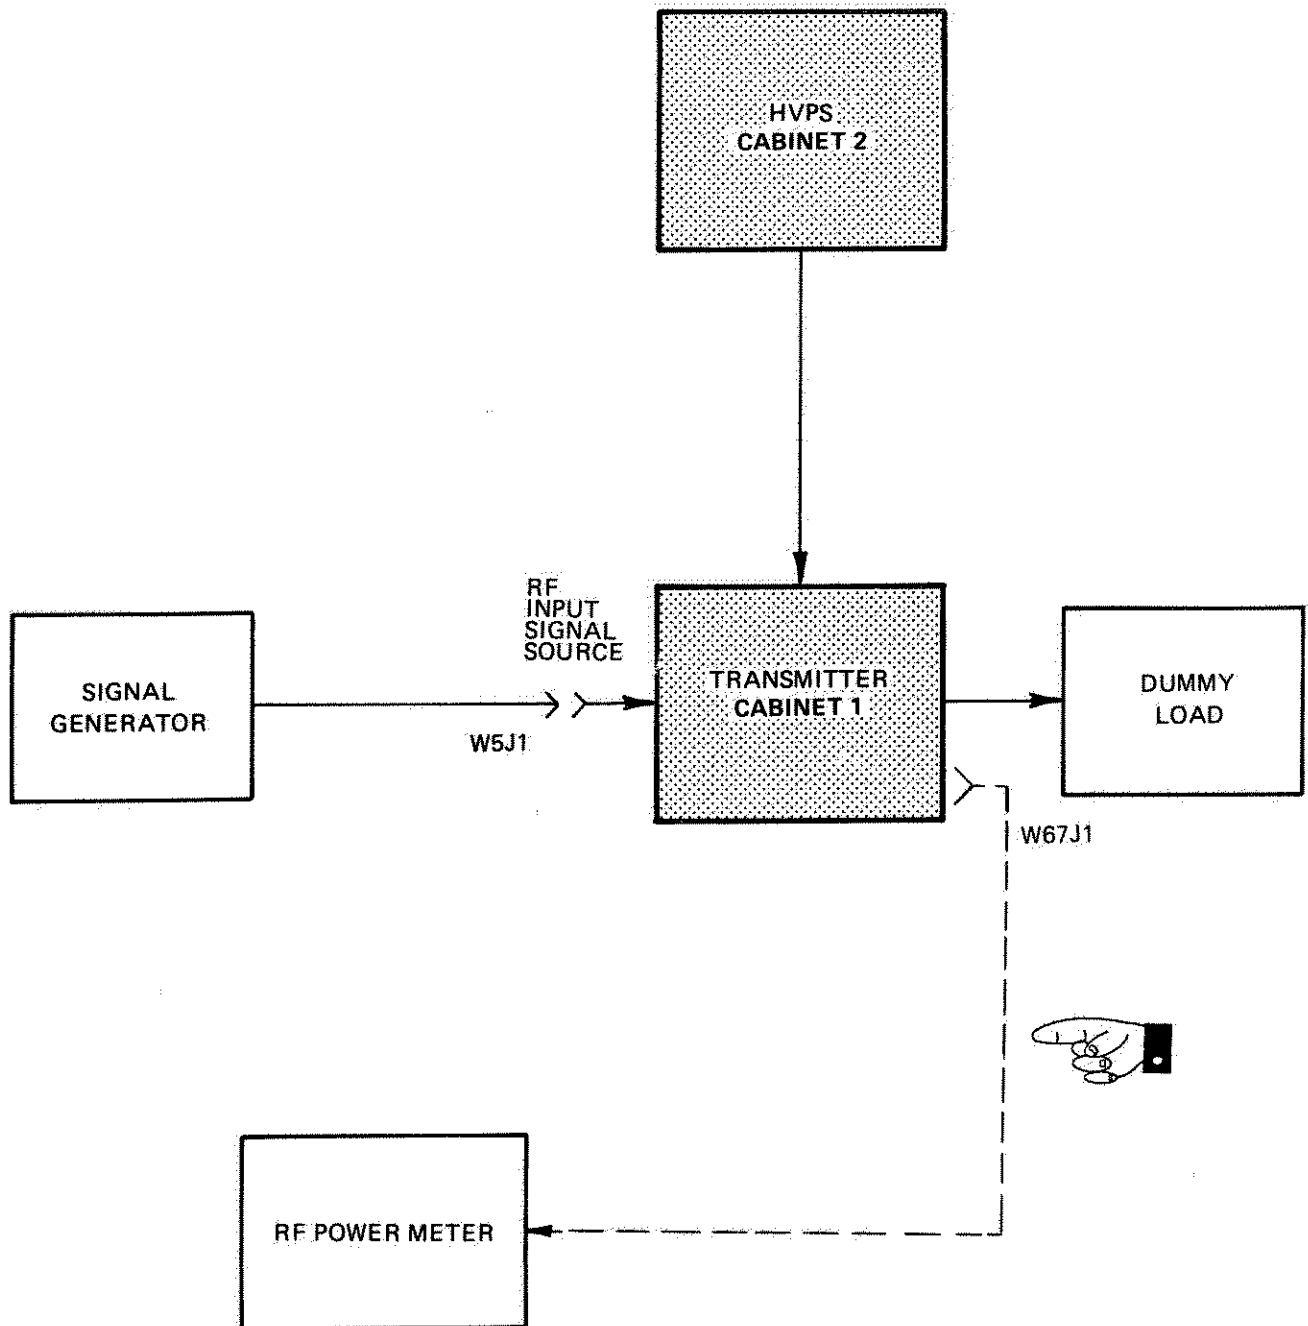 HVPS
CABINET 2
RF
INPUT
SIGNAL
SOURCE
SIGNAL
GENERATOR
W5J1
TRANSMITTER
CABINET 1
DUMMY
LOAD
W67J1
RF POWER METER